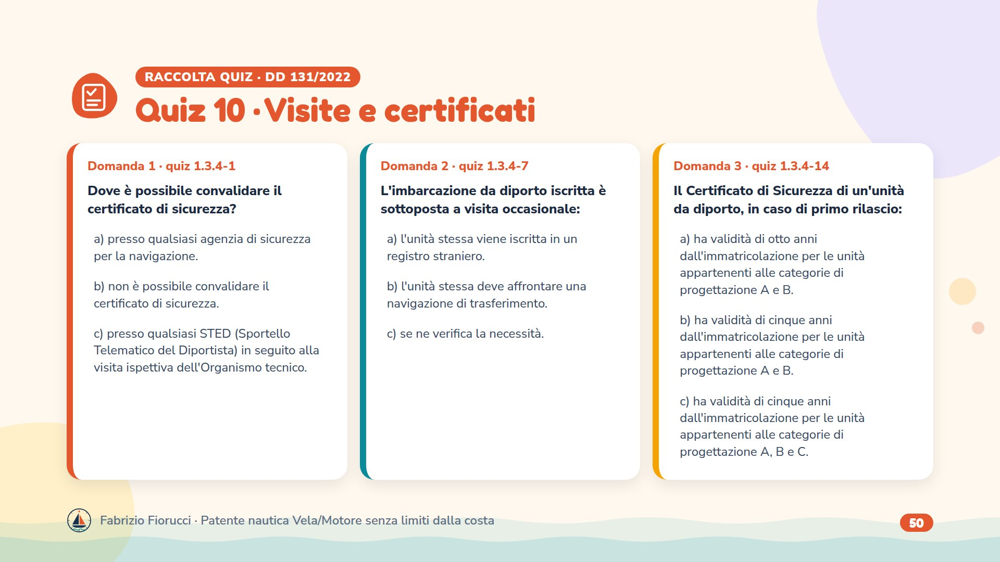 RACCOLTA QUIZ · DD 131/2022
Quiz 10 · Visite e certificati
Domanda 1 · quiz 1.3.4-1
Dove è possibile convalidare il
certificato di sicurezza?
a) presso qualsiasi agenzia di sicurezza
per la navigazione.
b) non è possibile convalidare il
certificato di sicurezza.
c) presso qualsiasi STED (Sportello
Telematico del Diportista) in seguito alla
visita ispettiva dell'Organismo tecnico.
Domanda 2 · quiz 1.3.4-7
L'imbarcazione da diporto iscritta è
sottoposta a visita occasionale:
a) l'unità stessa viene iscritta in un
registro straniero.
b) l'unità stessa deve affrontare una
navigazione di trasferimento.
c) se ne verifica la necessità.
Domanda 3 · quiz 1.3.4-14
Il Certificato di Sicurezza di un'unità
da diporto, in caso di primo rilascio:
a) ha validità di otto anni
dall'immatricolazione per le unità
appartenenti alle categorie di
progettazione A e B.
b) ha validità di cinque anni
dall'immatricolazione per le unità
appartenenti alle categorie di
progettazione A e B.
c) ha validità di cinque anni
dall'immatricolazione per le unità
appartenenti alle categorie di
progettazione A, B e C.
Fabrizio Fiorucci · Patente nautica Vela/Motore senza limiti dalla costa
50